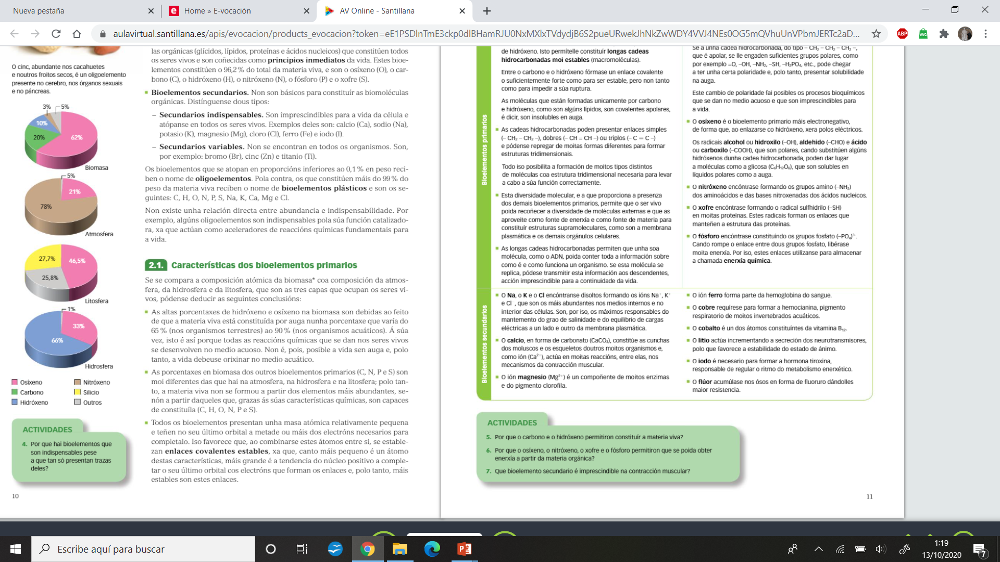 Nueva pestaña
Home » E-vocación
AV Online - Santillana
aulavirtual.santillana.es/apis/evocacion/products_evocacion?token=eE1PSDlnTmE3ckp0dlBHamRJU0NxMXlxTVdydjB6S2pueURwekJhNkZwWDY4VVJ4NEs0OG5mQVhuUnVPbmJERTc2aD...
O cinc, abundante nos cacahuetes
e noutros froitos secos, é un oligoelemento
presente no cerebro, nos órganos sexuais
e no páncreas.
3% 5%
10%
20% 62%
Biomasa
5%
21%
78%
Atmosfera
27,7% 46,5%
25,8%
Litosfera
1%
33%
66%
Hidrosfera
Osíxeno Nitróxeno
Carbono Silicio
Hidróxeno Outros
ACTIVIDADES
4. Por que hai bioelementos que
son indispensables pese
a que tan só presentan trazas
deles?
10
las orgánicas (glícidos, lípidos, proteínas e ácidos nucleicos) que constitúen todos
os seres vivos e son coñecidas como principios inmediatos da vida. Estes bioe-
lementos constitúen o 96,2 % do total da materia viva, e son o osíxeno (O), o car-
bono (C), o hidróxeno (H), o nitróxeno (N), o fósforo (P) e o xofre (S).
Bioelementos secundarios. Non son básicos para constituír as biomoléculas
orgánicas. Distínguense dous tipos:
– Secundarios indispensables. Son imprescindibles para a vida da célula e
atópanse en todos os seres vivos. Exemplos deles son: calcio (Ca), sodio (Na),
potasio (K), magnesio (Mg), cloro (Cl), ferro (Fe) e iodo (I).
– Secundarios variables. Non se encontran en todos os organismos. Son,
por exemplo: bromo (Br), cinc (Zn) e titanio (Ti).
Os bioelementos que se atopan en proporcións inferiores ao 0,1 % en peso reci-
ben o nome de oligoelementos. Pola contra, os que constitúen máis do 99 % do
peso da materia viva reciben o nome de bioelementos plásticos e son os se-
guintes: C, H, O, N, P, S, Na, K, Ca, Mg e Cl.
Non existe unha relación directa entre abundancia e indispensabilidade. Por
exemplo, algúns oligoelementos son indispensables pola súa función catalizado-
ra, xa que actúan como aceleradores de reaccións químicas fundamentais para
a vida.
2.1. Características dos bioelementos primarios
Se se compara a composición atómica da biomasa* coa composición da atmos-
fera, da hidrosfera e da litosfera, que son as tres capas que ocupan os seres vi-
vos, pódense deducir as seguintes conclusións:
As altas porcentaxes de hidróxeno e osíxeno na biomasa son debidas ao feito
de que a materia viva está constituída por auga nunha porcentaxe que varía do
65 % (nos organismos terrestres) ao 90 % (nos organismos acuáticos). Á súa
vez, isto é así porque todas as reaccións químicas que se dan nos seres vivos
se desenvolven no medio acuoso. Non é, pois, posible a vida sen auga e, polo
tanto, a vida debeuse orixinar no medio acuático.
As porcentaxes en biomasa dos outros bioelementos primarios (C, N, P e S) son
moi diferentes das que hai na atmosfera, na hidrosfera e na litosfera; polo tan-
to, a materia viva non se formou a partir dos elementos máis abundantes, se-
nón a partir daqueles que, grazas ás súas características químicas, son capaces
de constituíla (C, H, O, N, P e S).
Todos os bioelementos presentan unha masa atómica relativamente pequena
e teñen no seu último orbital a metade ou máis dos electróns necesarios para
completalo. Iso favorece que, ao combinarse estes átomos entre si, se estable-
zan enlaces covalentes estables, xa que, canto máis pequeno é un átomo
destas características, máis grande é a tendencia do núcleo positivo a comple-
tar o seu último orbital cos electróns que forman os enlaces e, polo tanto, máis
estables son estes enlaces.
Bioelementos primarios
de hidróxeno. Isto permítelle constituír longas cadeas
hidrocarbonadas moi estables (macromoléculas).
Entre o carbono e o hidróxeno fórmase un enlace covalente
o suficientemente forte como para ser estable, pero non tanto
como para impedir a súa ruptura.
As moléculas que están formadas unicamente por carbono
e hidróxeno, como son algúns lípidos, son covalentes apolares,
é dicir, son insolubles en auga.
As cadeas hidrocarbonadas poden presentar enlaces simples
(– CH₂ – CH₂ –), dobres (– CH = CH –) ou triplos (– C ≡ C –)
e pódense repregar de moitas formas diferentes para formar
estruturas tridimensionais.
Todo iso posibilita a formación de moitos tipos distintos
de moléculas coa estrutura tridimensional necesaria para levar
a cabo a súa función correctamente.
Esta diversidade molecular, e a que proporciona a presenza
dos demais bioelementos primarios, permite que o ser vivo
poida recoñecer a diversidade de moléculas externas e que as
aproveite como fonte de enerxía e como fonte de materia para
constituír estruturas supramoleculares, como son a membrana
plasmática e os demais orgánulos celulares.
As longas cadeas hidrocarbonadas permiten que unha soa
molécula, como o ADN, poida conter toda a información sobre
como é e como funciona un organismo. Se esta molécula se
replica, pódese transmitir esta información aos descendentes,
acción imprescindible para a continuidade da vida.
Se a unha cadea hidrocarbonada, do tipo – CH₂ – CH₂ – CH₂ –,
que é apolar, se lle engaden suficientes grupos polares, como
por exemplo =O, –OH, –NH₂, –SH, –H₂PO₄, etc., pode chegar
a ter unha certa polaridade e, polo tanto, presentar solubilidade
na auga.
Este cambio de polaridade fai posibles os procesos bioquímicos
que se dan no medio acuoso e que son imprescindibles para
a vida.
O osíxeno é o bioelemento primario máis electronegativo,
de forma que, ao enlazarse co hidróxeno, xera polos eléctricos.
Os radicais alcohol ou hidroxilo (–OH), aldehido (–CHO) e ácido
ou carboxilo (–COOH), que son polares, cando substitúen algúns
hidróxenos dunha cadea hidrocarbonada, poden dar lugar
a moléculas como a glicosa (C₆H₁₂O₆), que son solubles en
líquidos polares como a auga.
O nitróxeno encóntrase formando os grupos amino (–NH₂)
dos aminoácidos e das bases nitroxenadas dos ácidos nucleicos.
O xofre encóntrase formando o radical sulfhidrilo (–SH)
en moitas proteínas. Estes radicais forman os enlaces que
manteñen a estrutura das proteínas.
O fósforo encóntrase constituíndo os grupos fosfato (–PO₄)³⁻.
Cando rompe o enlace entre dous grupos fosfato, libérase
moita enerxía. Por iso, estes enlaces utilízanse para almacenar
a chamada enerxía química.
Bioelementos secundarios
O Na, o K e o Cl encóntranse disoltos formando os ións Na⁺, K⁺
e Cl⁻, que son os máis abundantes nos medios internos e no
interior das células. Son, por iso, os máximos responsables do
mantemento do grao de salinidade e do equilibrio de cargas
eléctricas a un lado e outro da membrana plasmática.
O calcio, en forma de carbonato (CaCO₃), constitúe as cunchas
dos moluscos e os esqueletos doutros moitos organismos e,
como ión (Ca²⁺), actúa en moitas reaccións, entre elas, nos
mecanismos da contracción muscular.
O ión magnesio (Mg²⁺) é un compoñente de moitos enzimas
e do pigmento clorofila.
O ión ferro forma parte da hemoglobina do sangue.
O cobre requírese para formar a hemocianina, pigmento
respiratorio de moitos invertebrados acuáticos.
O cobalto é un dos átomos constituíntes da vitamina B₁₂.
O litio actúa incrementando a secreción dos neurotransmisores,
polo que favorece a estabilidade do estado de ánimo.
O iodo é necesario para formar a hormona tiroxina,
responsable de regular o ritmo do metabolismo enerxético.
O flúor acumúlase nos ósos en forma de fluoruro dándolles
maior resistencia.
ACTIVIDADES
5. Por que o carbono e o hidróxeno permitiron constituír a materia viva?
6. Por que o osíxeno, o nitróxeno, o xofre e o fósforo permitiron que se poida obter
enerxía a partir da materia orgánica?
7. Que bioelemento secundario é imprescindible na contracción muscular?
11
Escribe aquí para buscar
1:19
13/10/2020
7